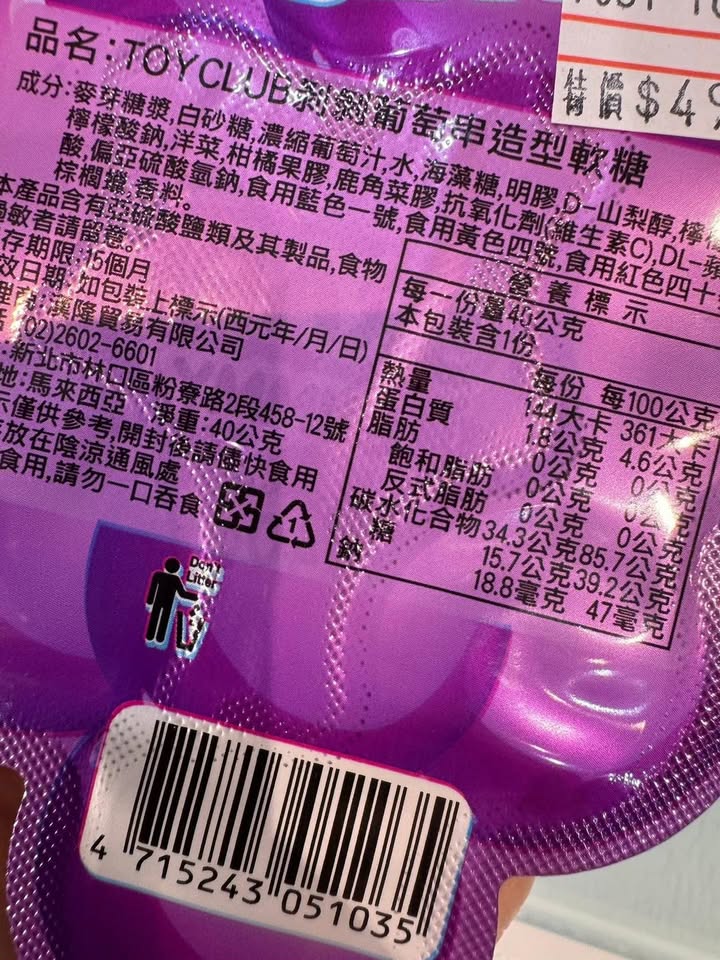 特價$49
品名:TOYCLUB剝剝葡萄串造型軟糖
成分:麥芽糖漿,白砂糖,濃縮葡萄汁,水,海藻糖,明膠,D-山梨醇,檸檬
檸檬酸鈉,洋菜,柑橘果膠,鹿角菜膠,抗氧化劑(維生素C),DL-蘋
酸,偏亞硫酸氫鈉,食用藍色一號,食用黃色四號,食用紅色四十
棕櫚蠟,香料。
本產品含有亞硫酸鹽類及其製品,食物
過敏者請留意。
存期限:15個月
效日期:如包裝上標示(西元年/月/日)
漢隆貿易有限公司
(02)2602-6601
:新北市林口區粉寮路2段458-12號
地:馬來西亞 淨重:40公克
示僅供參考,開封後請儘快食用
放在陰涼通風處
食用,請勿一口吞食
營養標示
每一份量40公克
本包裝含1份
每份 每100公克
熱量 144大卡 361大卡
蛋白質 1.8公克 4.6公克
脂肪 0公克 0公克
飽和脂肪 0公克 0公克
反式脂肪 0公克 0公克
碳水化合物 34.3公克 85.7公克
糖 15.7公克 39.2公克
鈉 18.8毫克 47毫克
1
Don't
Litter
4 715243 051035